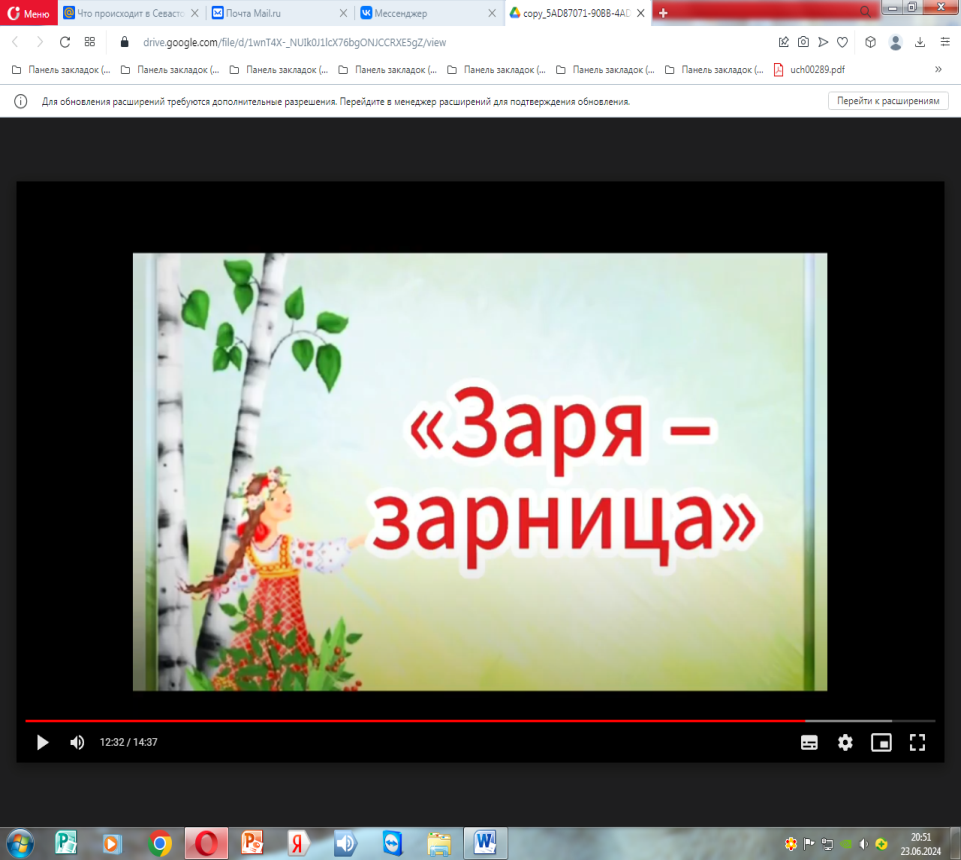 Меню
Что происходит в Севасто
Почта Mail.ru
Мессенджер
copy_5AD87071-90BB-4AD
drive.google.com/file/d/1wnT4X-_NUIk0J1lcX76bgONJCCRXE5gZ/view
Панель закладок (...
Панель закладок (...
Панель закладок (...
Панель закладок (...
Панель закладок (...
Панель закладок (...
Панель закладок (...
uch00289.pdf
Для обновления расширений требуются дополнительные разрешения. Перейдите в менеджер расширений для подтверждения обновления.
Перейти к расширениям
«Заря –
зарница»
12:32 / 14:37
20:51
23.06.2024